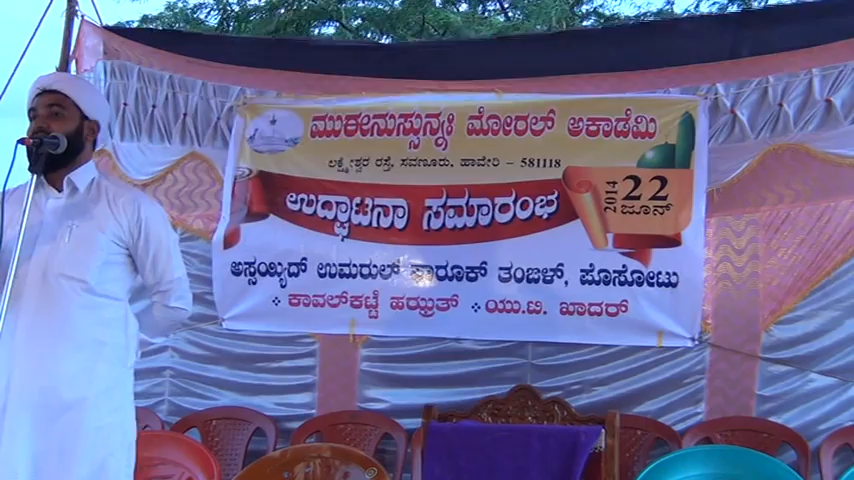 ಮುಈನುಸ್ಸುನ್ನಃ ಮೋರಲ್ ಅಕಾಡೆಮಿ
ಲಕ್ಷ್ಮೇಶ್ವರ ರಸ್ತೆ, ಸವಣೂರು, ಹಾವೇರಿ - 581118
ಉದ್ಘಾಟನಾ ಸಮಾರಂಭ
2014 22 ಜೂನ್
ಅಸ್ಸಯ್ಯಿದ್ ಉಮರುಲ್ ಫಾರೂಕ್ ತಂಙಳ್ ಪೊಸೋಟು
ಕಾವಲ್‌ಕಟ್ಟೆ ಹಝ್ರತ್ · ಯು.ಟಿ. ಖಾದರ್